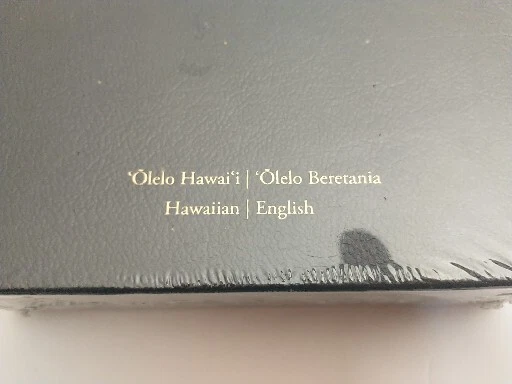 ʻŌlelo Hawaiʻi | ʻŌlelo Beretania
Hawaiian | English